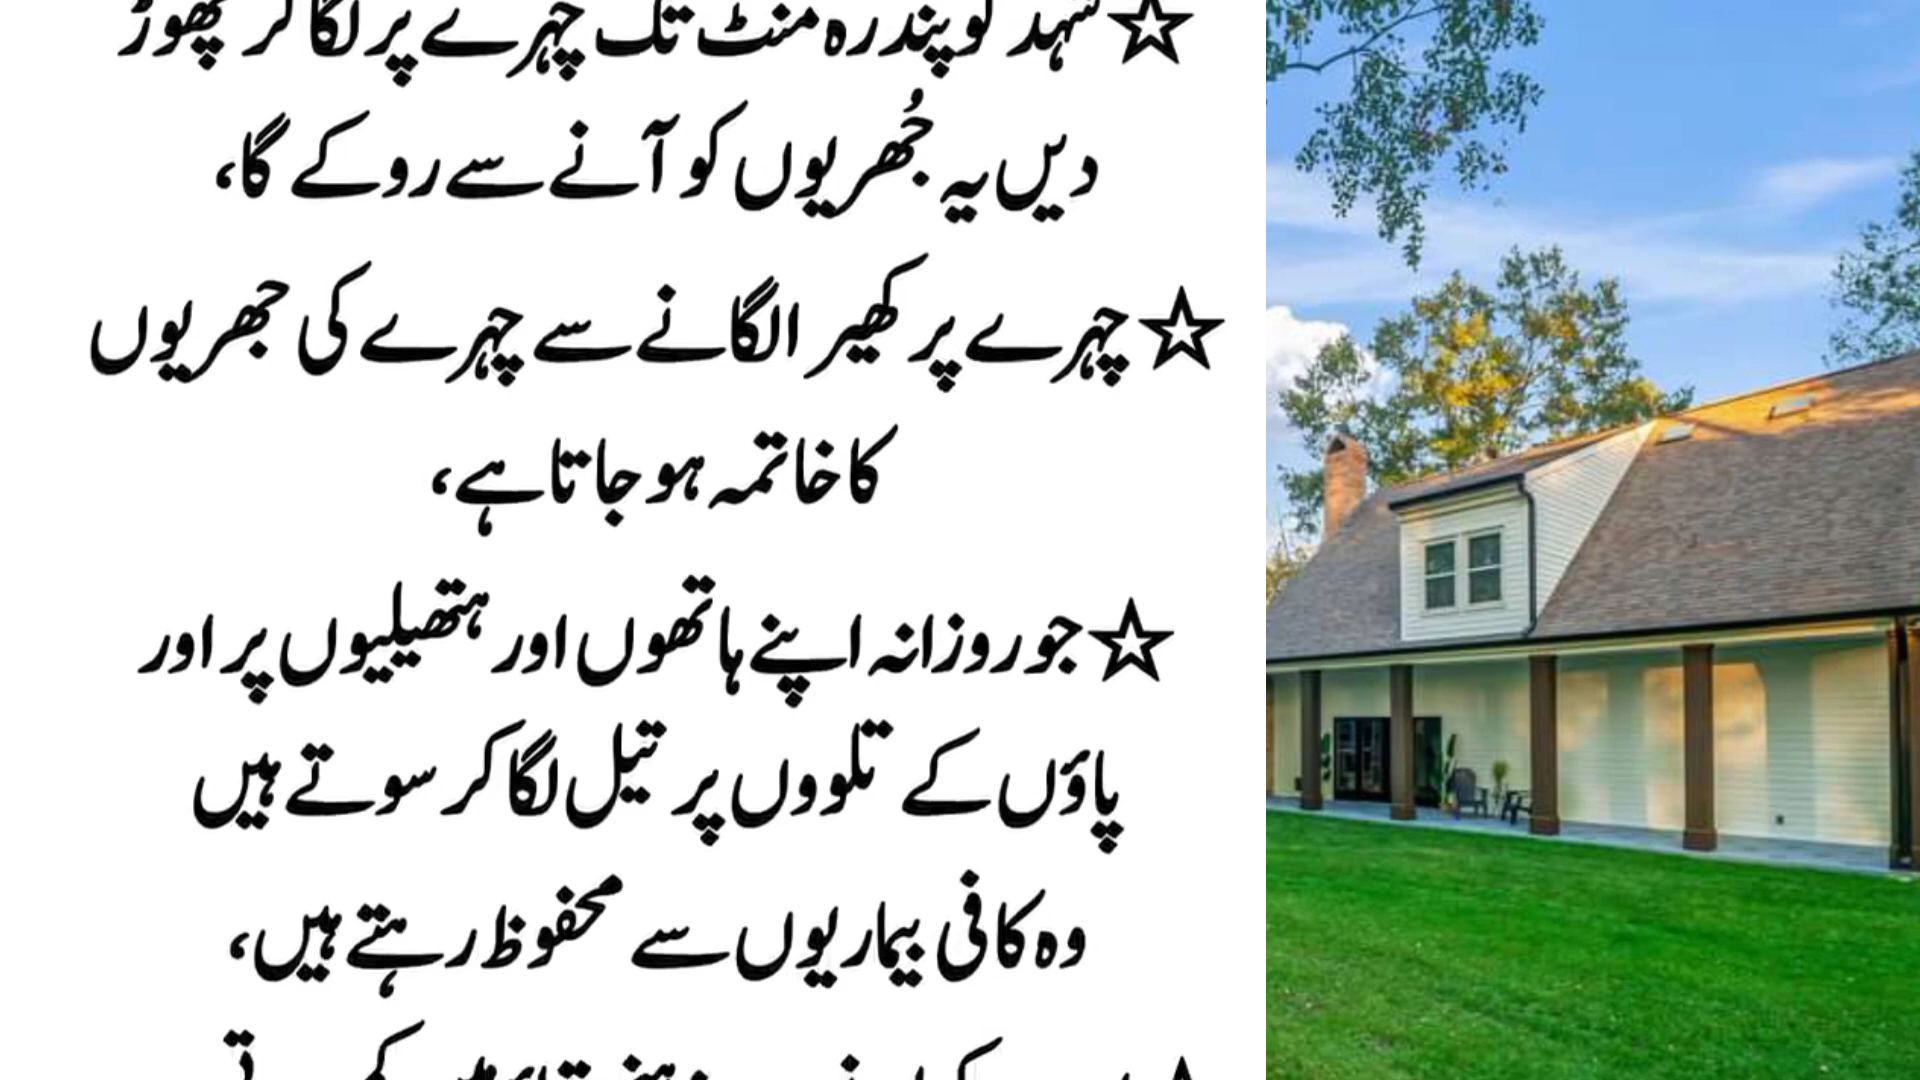 ☆شہد کو پندرہ منٹ تک چہرے پر لگا کر چھوڑ
دیں یہ جُھریوں کو آنے سے روکے گا،
☆چہرے پر کھیر الگانے سے چہرے کی جھریوں
کا خاتمہ ہو جاتا ہے،
☆جو روزانہ اپنے ہاتھوں اور ہتھیلیوں پر اور
پاؤں کے تلووں پر تیل لگا کر سوتے ہیں
وہ کافی بیماریوں سے محفوظ رہتے ہیں،